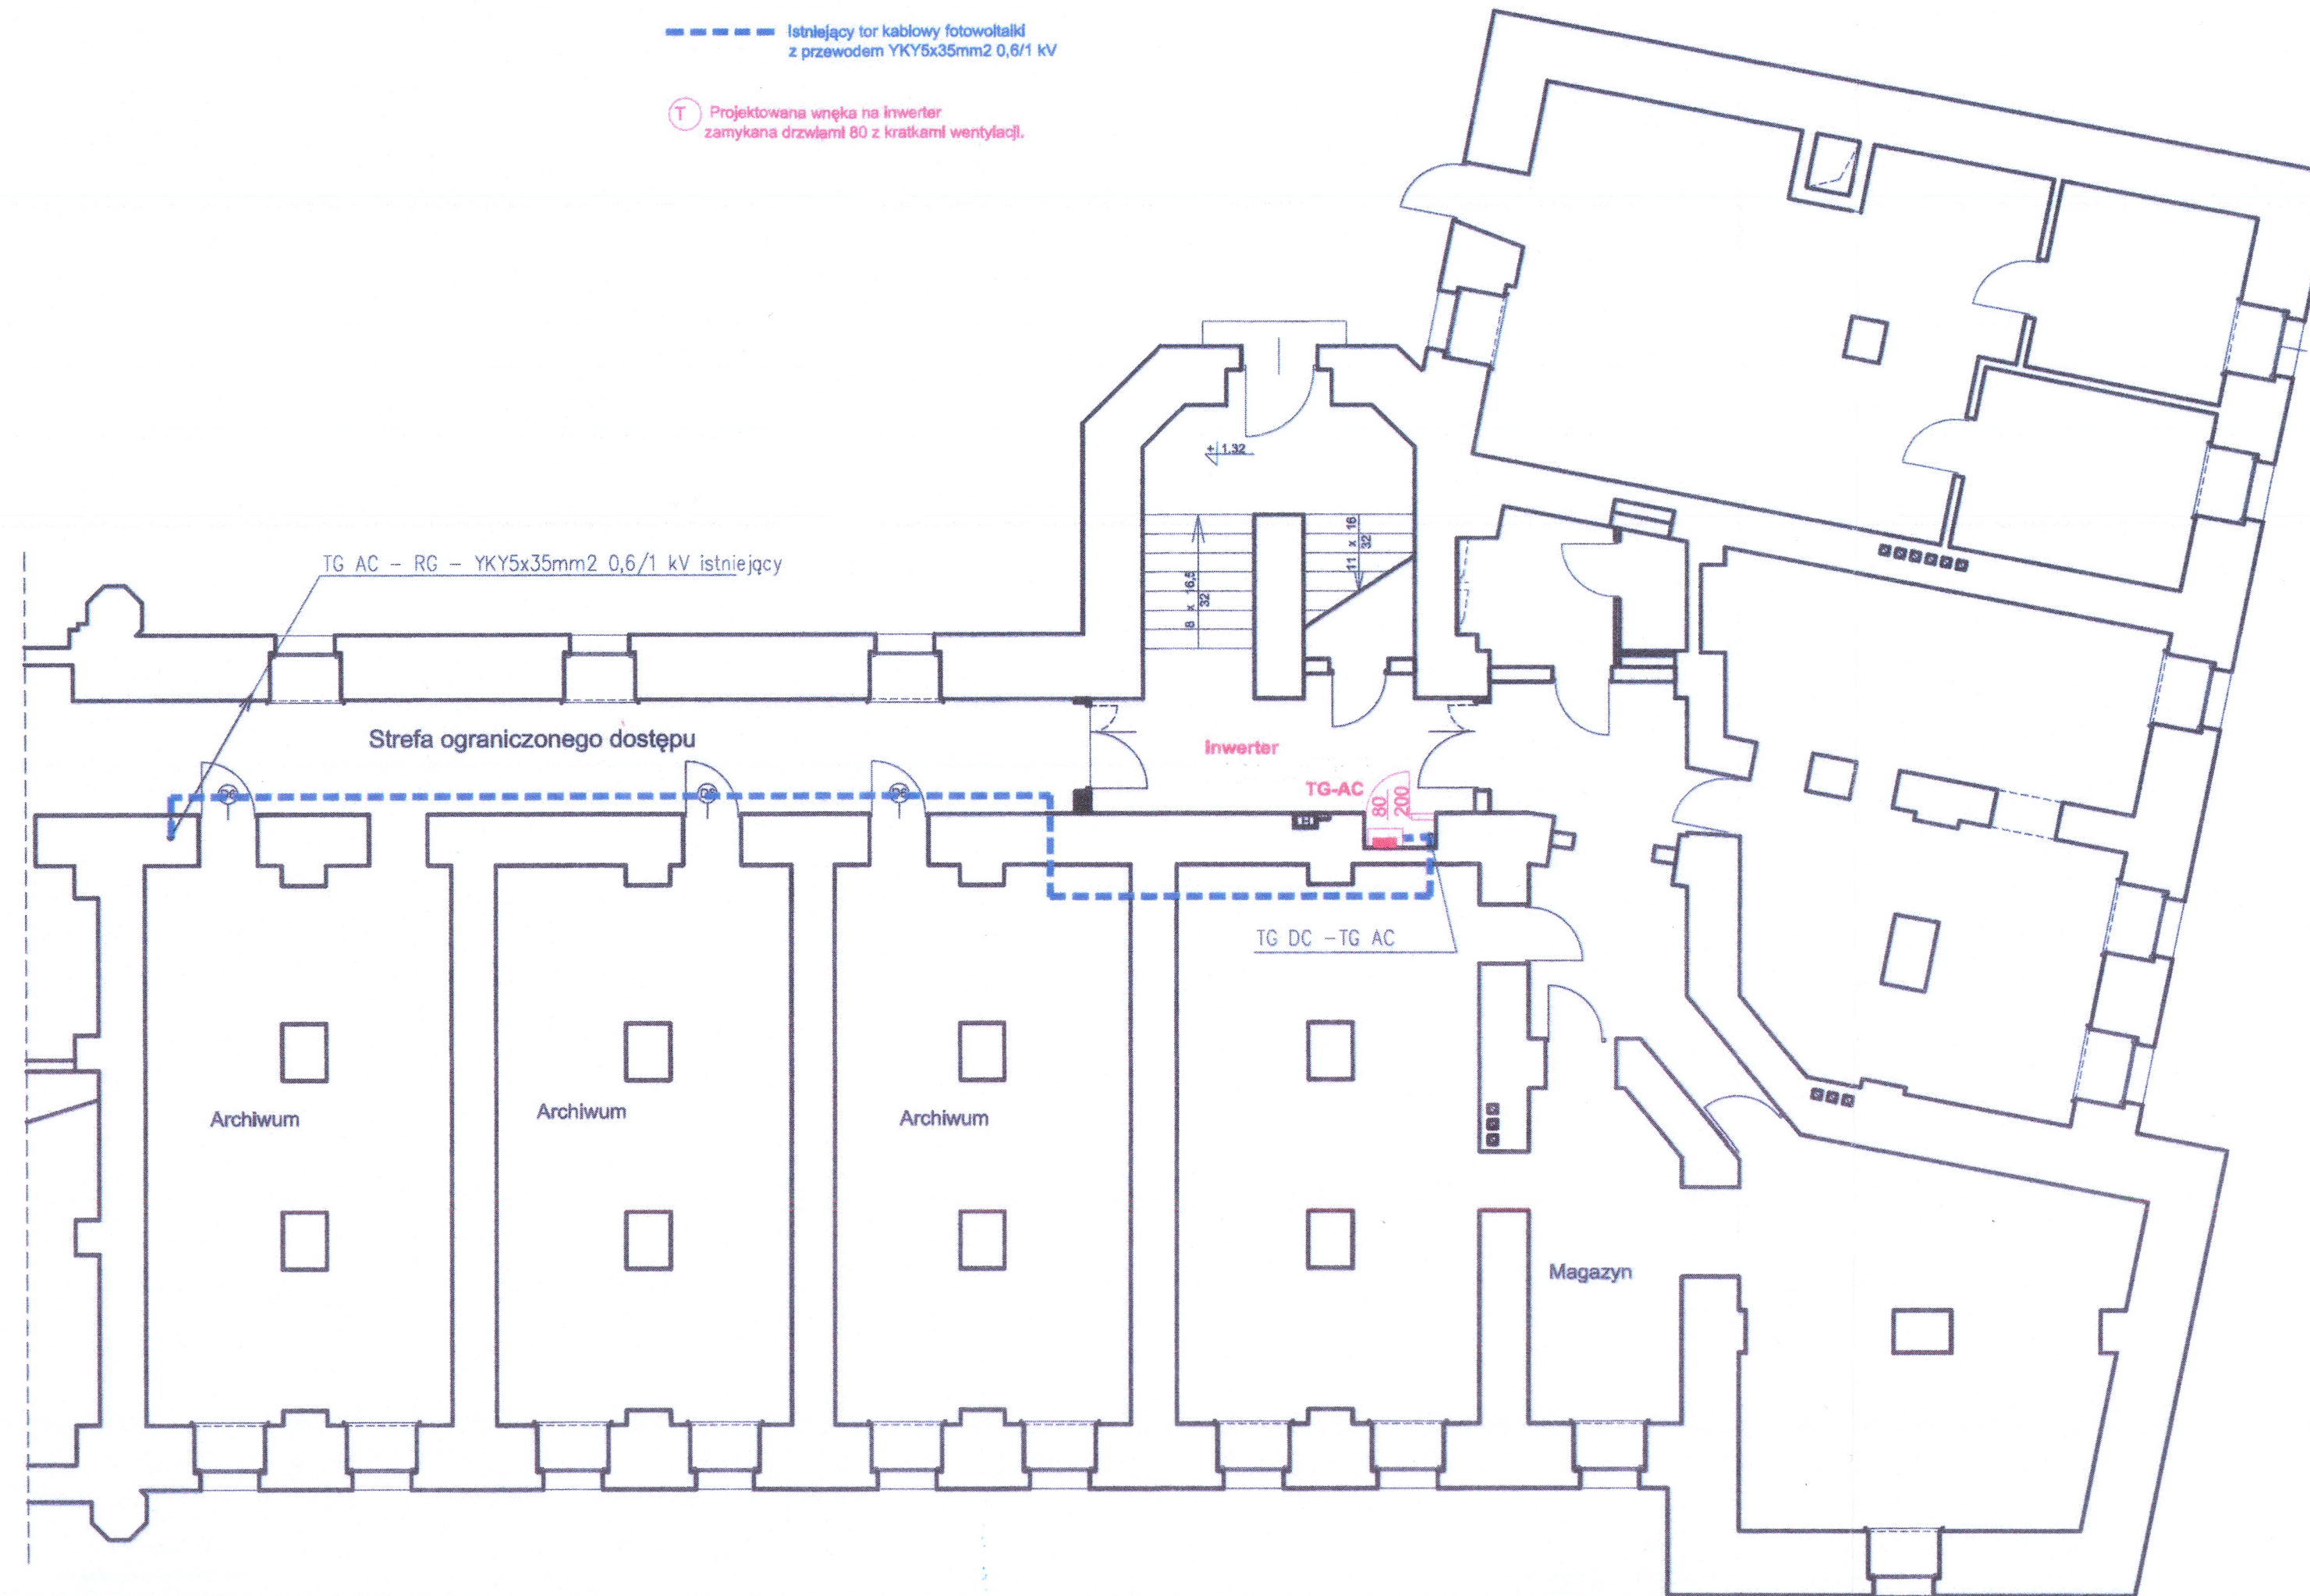 Istniejący tor kablowy fotowoltaiki
z przewodem YKY5x35mm2 0,6/1 kV
T
Projektowana wnęka na inwerter
zamykana drzwiami 80 z kratkami wentylacji.
+ 1.32
8 x 16,5
32
11 x 16
32
TG AC - RG - YKY5x35mm2 0,6/1 kV istniejący
Strefa ograniczonego dostępu
Inwerter
TG-AC
80
200
TG DC -TG AC
Archiwum
Archiwum
Archiwum
Magazyn